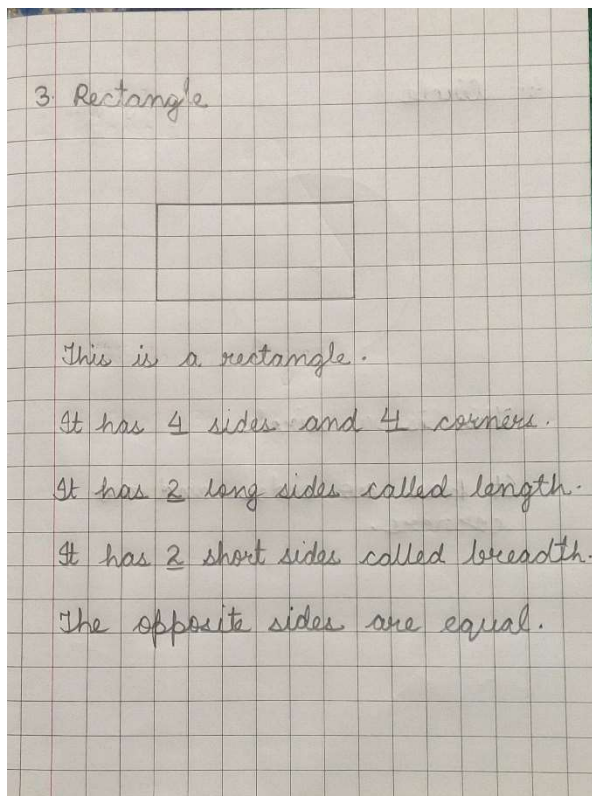 3. Rectangle
This is a rectangle.
It has 4 sides and 4 corners.
It has 2 long sides called length.
It has 2 short sides called breadth.
The opposite sides are equal.